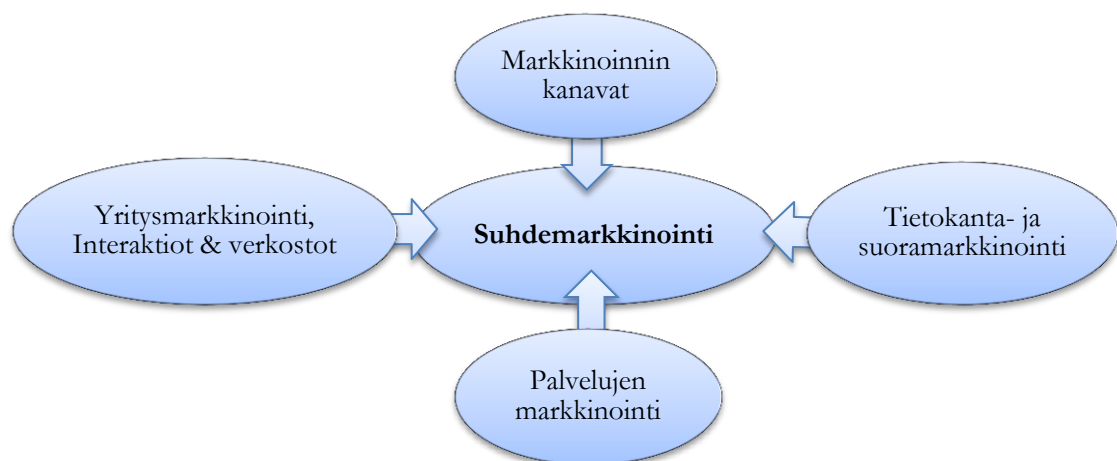 Markkinoinnin
kanavat
Yritysmarkkinointi,
Interaktiot & verkostot
Suhdemarkkinointi
Tietokanta- ja
suoramarkkinointi
Palvelujen
markkinointi